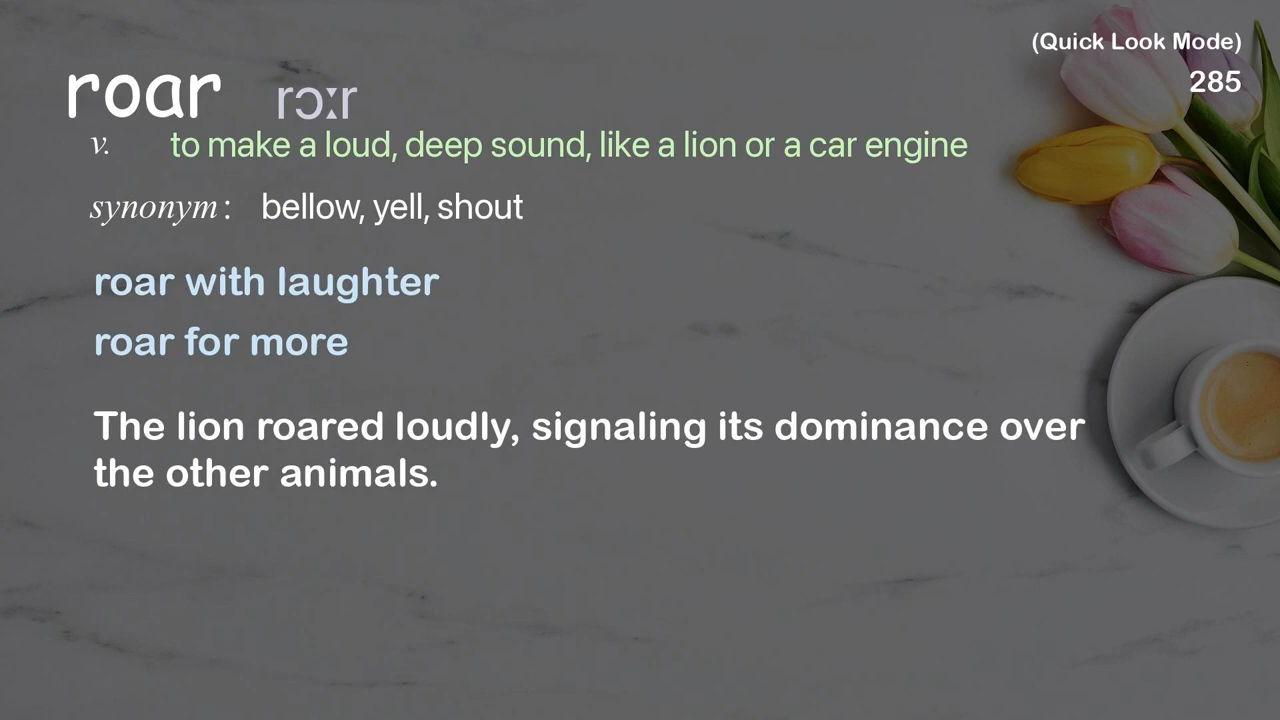 (Quick Look Mode)
285
roar rɔːr
v. to make a loud, deep sound, like a lion or a car engine
synonym: bellow, yell, shout
roar with laughter
roar for more
The lion roared loudly, signaling its dominance over
the other animals.